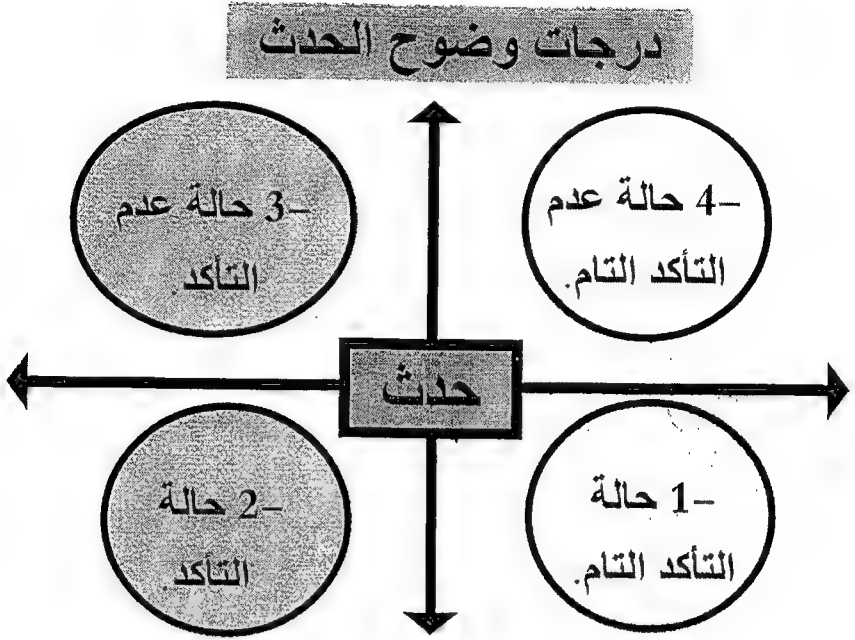 درجات وضوح الحدث
4– حالة عدم
التأكد التام.
3– حالة عدم
التأكد.
حدث
1– حالة
التأكد التام.
2– حالة
التأكد.